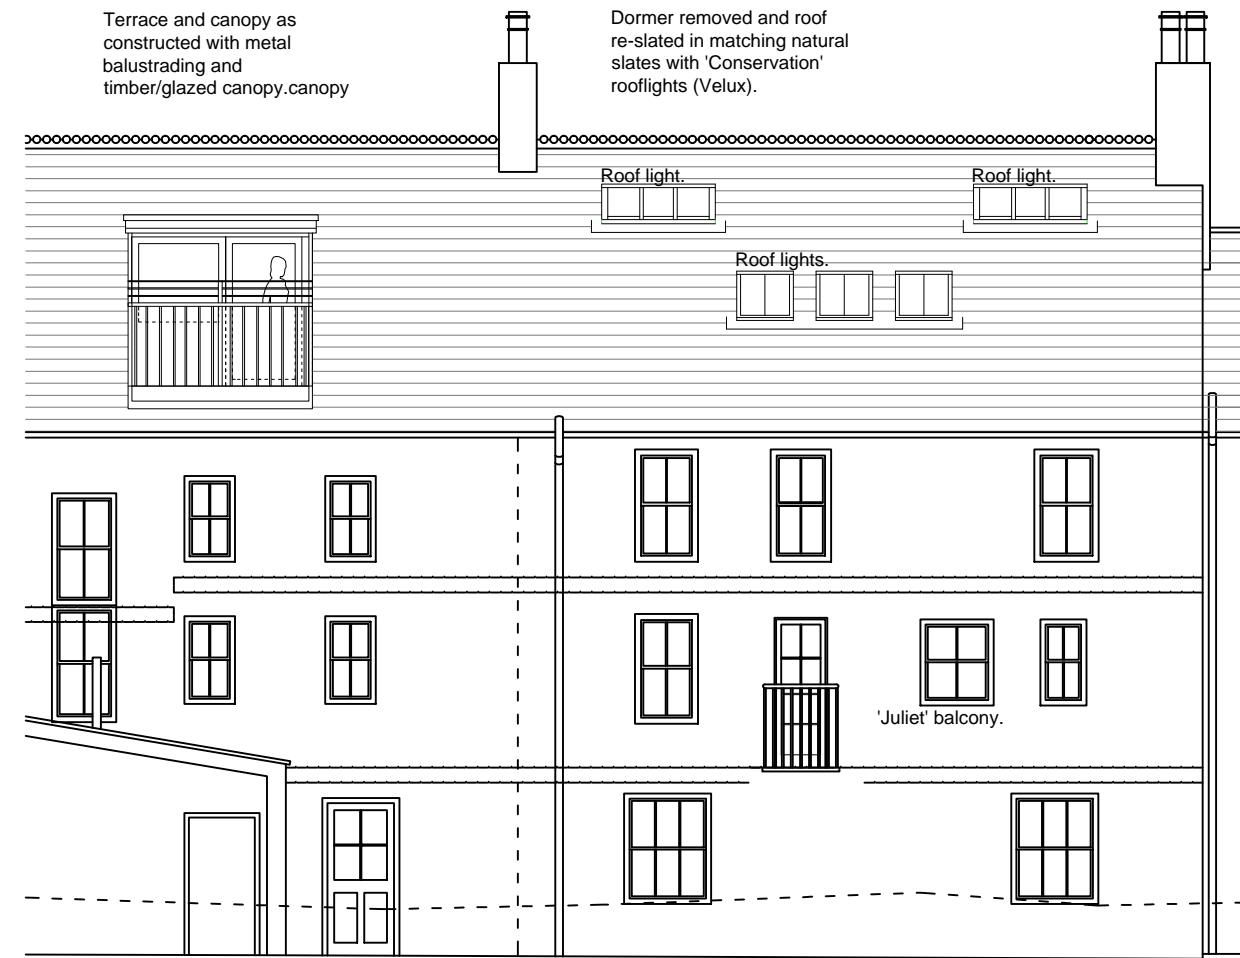 Terrace and canopy as
constructed with metal
balustrading and
timber/glazed canopy.canopy
Dormer removed and roof
re-slated in matching natural
slates with 'Conservation'
rooflights (Velux).
Roof light.
Roof light.
Roof lights.
'Juliet' balcony.